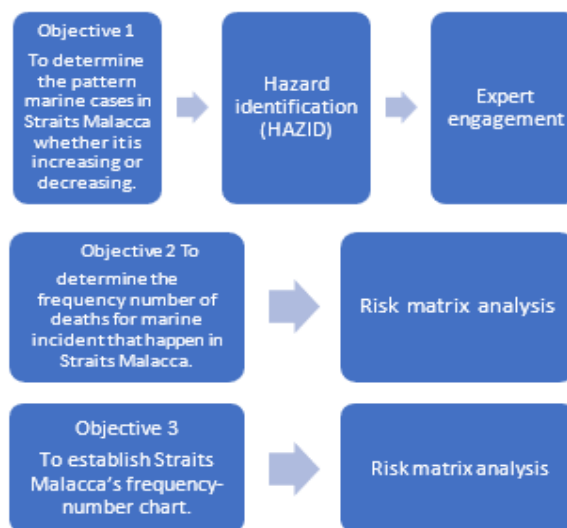 Objective 1
To determine
the pattern
marine cases in
Straits Malacca
whether it is
increasing or
decreasing.
Hazard
identification
(HAZID)
Expert
engagement
Objective 2 To
determine the
frequency number of
deaths for marine
incident that happen in
Straits Malacca.
Risk matrix analysis
Objective 3
To establish Straits
Malacca's frequency-
number chart.
Risk matrix analysis